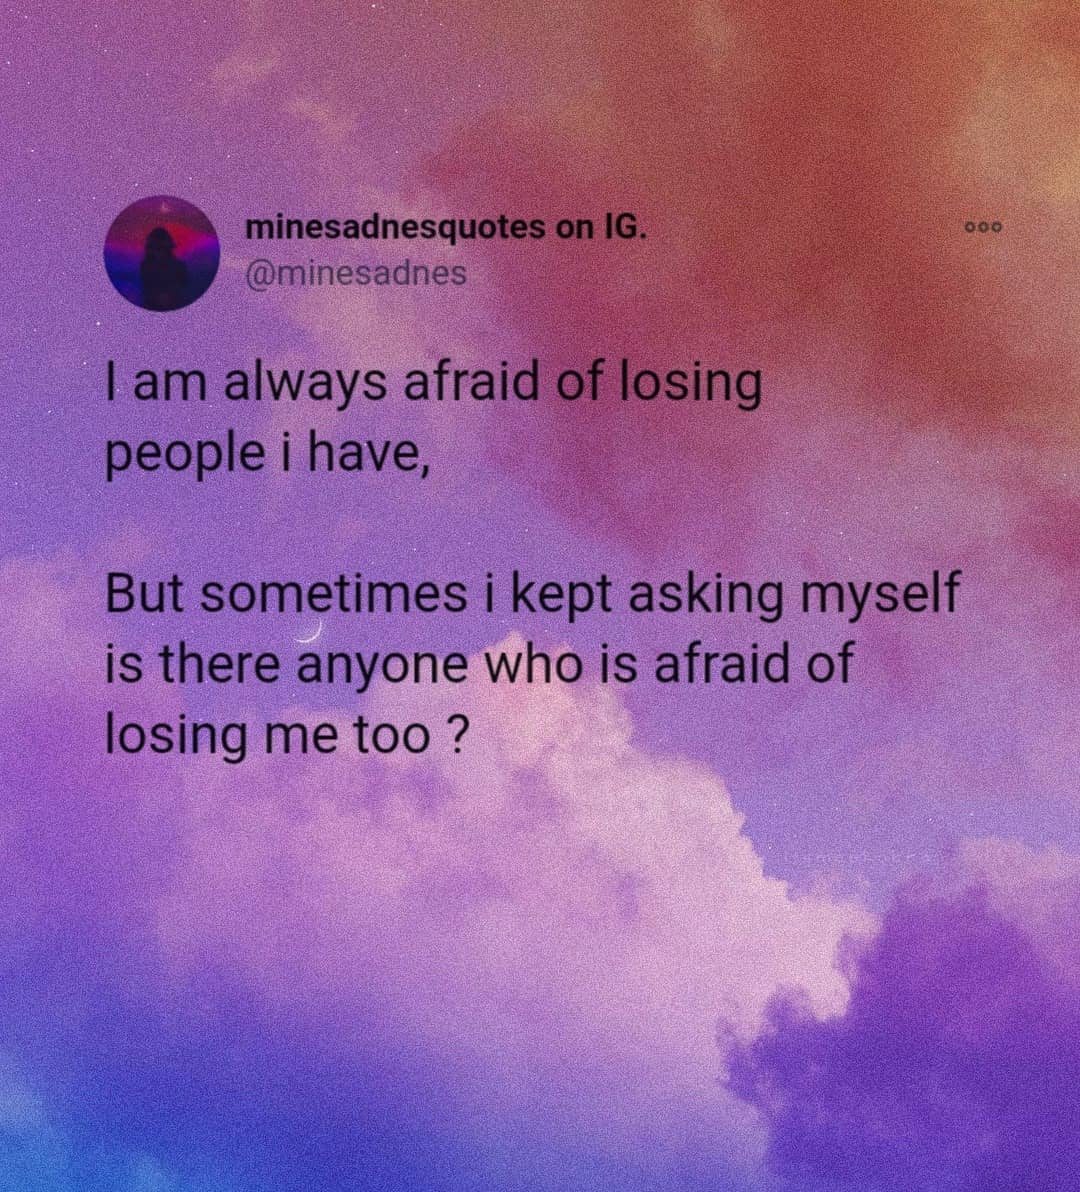 minesadnesquotes on IG.
@minesadnes
I am always afraid of losing
people i have,
But sometimes i kept asking myself
is there anyone who is afraid of
losing me too ?